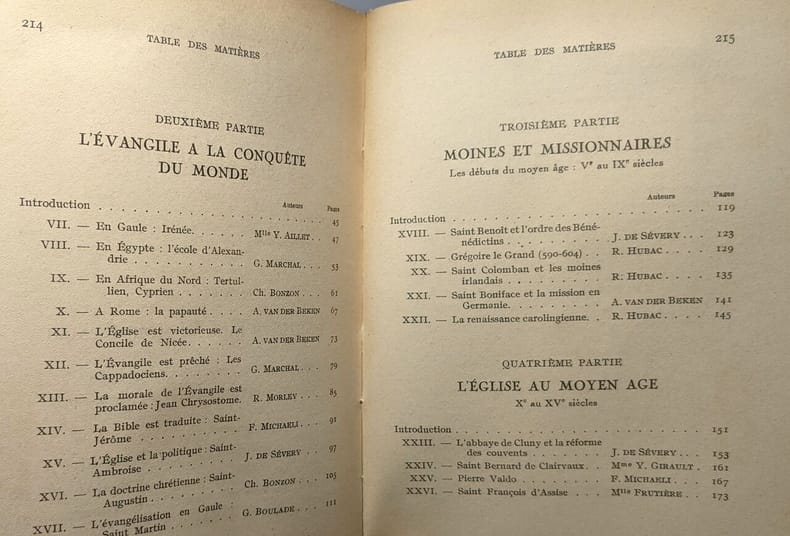 214
TABLE DES MATIÈRES
DEUXIÈME PARTIE
L'ÉVANGILE A LA CONQUÊTE
DU MONDE
Auteurs Pages
Introduction . . . . . . . . . . . . . . . . . . 45
VII. — En Gaule : Irénée. . . . . Mlle Y. AILLET . . 47
VIII. — En Égypte : l'école d'Alexan-
drie . . . . . . . . . . . G. MARCHAL . . . 53
IX. — En Afrique du Nord : Tertul-
lien, Cyprien . . . . . . . Ch. BONZON . . . 61
X. — A Rome : la papauté. . . . . A. VAN DER BEKEN 67
XI. — L'Église est victorieuse. Le
Concile de Nicée. . . . . . A. VAN DER BEKEN 73
XII. — L'Évangile est prêché : Les
Cappadociens. . . . . . . . G. MARCHAL . . . 79
XIII. — La morale de l'Évangile est
proclamée : Jean Chrysostome. R. MORLEY . . . 85
XIV. — La Bible est traduite : Saint-
Jérôme . . . . . . . . . . F. MICHAELI . . . 91
XV. — L'Église et la politique : Saint-
Ambroise . . . . . . . . . J. DE SÉVERY . . . 97
XVI. — La doctrine chrétienne : Saint-
Augustin . . . . . . . . . Ch. BONZON . . . 105
XVII. — L'évangélisation en Gaule :
Saint Martin . . . . . . . G. BOULADE . . . 111
215
TABLE DES MATIÈRES
TROISIÈME PARTIE
MOINES ET MISSIONNAIRES
Les débuts du moyen âge : Ve au IXe siècles
Auteurs Pages
Introduction . . . . . . . . . . . . . . . . . . 119
XVIII. — Saint Benoit et l'ordre des Béné-
nédictins . . . . . . . . . J. DE SÉVERY . . . 123
XIX. — Grégoire le Grand (590-604) . . R. HUBAC . . . . 129
XX. — Saint Colomban et les moines
irlandais . . . . . . . . . R. HUBAC . . . . 135
XXI. — Saint Boniface et la mission en
Germanie. . . . . . . . . . A. VAN DER BEKEN 141
XXII. — La renaissance carolingienne. . R. HUBAC . . . . 145
QUATRIÈME PARTIE
L'ÉGLISE AU MOYEN AGE
Xe au XVe siècles
Introduction . . . . . . . . . . . . . . . . . . 151
XXIII. — L'abbaye de Cluny et la réforme
des couvents . . . . . . . . J. DE SÉVERY . . . 153
XXIV. — Saint Bernard de Clairvaux. . Mme Y. GIRAULT . 161
XXV. — Pierre Valdo . . . . . . . . F. MICHAELI . . . 167
XXVI. — Saint François d'Assise . . . . Mlle FRUTIÈRE . . 173